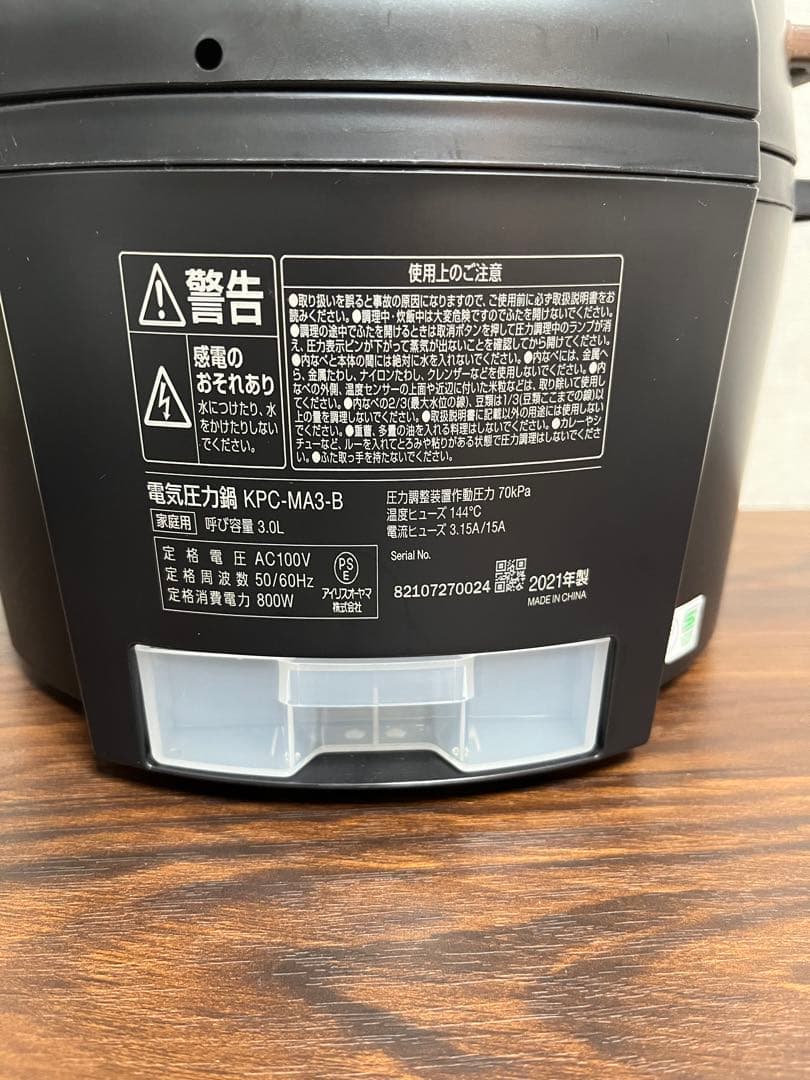 警告
感電の
おそれあり
水につけたり、水
をかけたりしない
でください。
使用上のご注意
●取り扱いを誤ると事故の原因になりますので、ご使用前に必ず取扱説明書をお
読みください。●調理中・炊飯中は大変危険ですのでふたを開けないでください。
●調理の途中でふたを開けるときは取消ボタンを押して圧力調理中のランプが消
え、圧力表示ピンが下がって蒸気が出ないことを確認してから開けてください。
●内なべと本体の間には絶対に水を入れないでください。●内なべには、金属へ
ら、金属たわし、ナイロンたわし、クレンザーなどを使用しないでください。●内
なべの外側、温度センサーの上面や近辺に付いた米粒などは、取り除いて使用し
てください。●内なべの2/3(最大水位の線)、豆類は1/3(豆類ここまでの線)以
上の量を調理しないでください。●取扱説明書に記載以外の用途には使用しない
でください。●重曹、多量の油を入れる料理はしないでください。●カレーやシ
チューなど、ルーを入れてとろみや粘りがある状態で圧力調理はしないでくださ
い。●ふた取っ手を持たないでください。
電気圧力鍋 KPC-MA3-B
家庭用 呼び容量 3.0L
定格電圧 AC100V
定格周波数 50/60Hz
定格消費電力 800W
PS
E
アイリスオーヤマ
株式会社
圧力調整装置作動圧力 70kPa
温度ヒューズ 144℃
電流ヒューズ 3.15A/15A
Serial No.
82107270024
2021年製
MADE IN CHINA